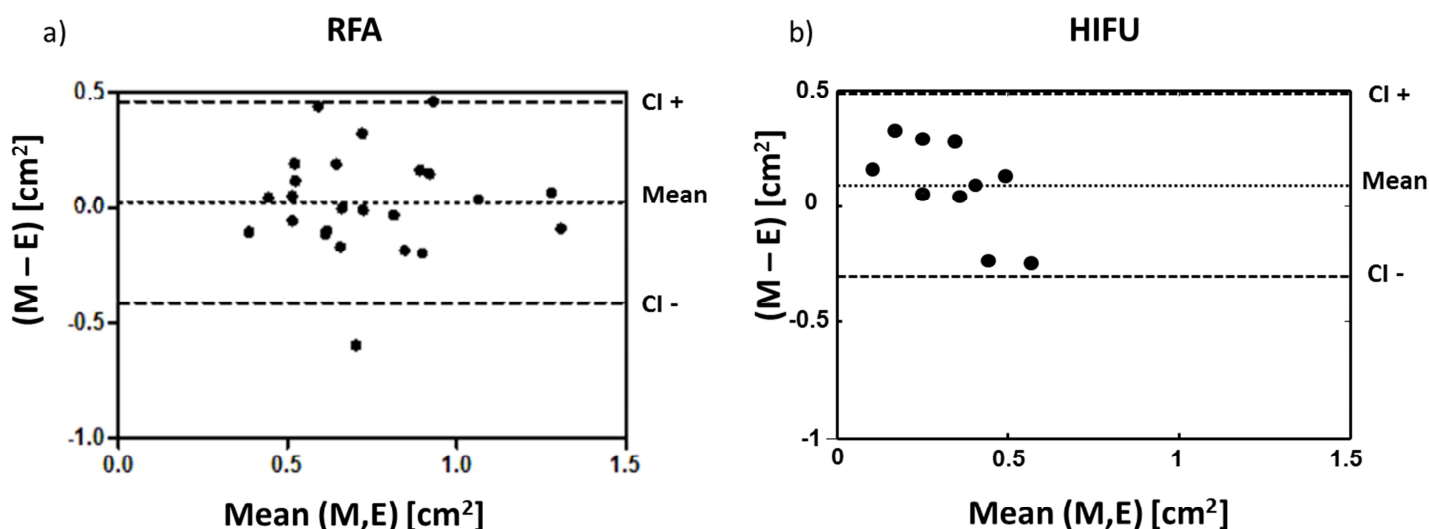 a)
RFA
0.5
0.0
-0.5
-1.0
0.0
0.5
1.0
1.5
CI +
Mean
CI -
(M – E) [cm²]
Mean (M,E) [cm²]
b)
HIFU
0.5
0
-0.5
-1
0
0.5
1
1.5
CI +
Mean
CI -
(M – E) [cm²]
Mean (M,E) [cm²]